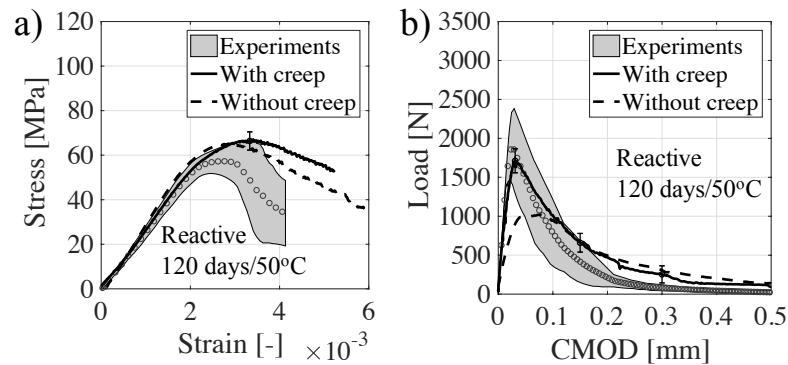 a)
120
100
80
60
40
20
0
Stress [MPa]
Experiments
With creep
Without creep
Reactive
120 days/50°C
0 2 4 6
Strain [-] ×10⁻³
b)
3500
3000
2500
2000
1500
1000
500
0
Load [N]
Experiments
With creep
Without creep
Reactive
120 days/50°C
0 0.1 0.2 0.3 0.4 0.5
CMOD [mm]